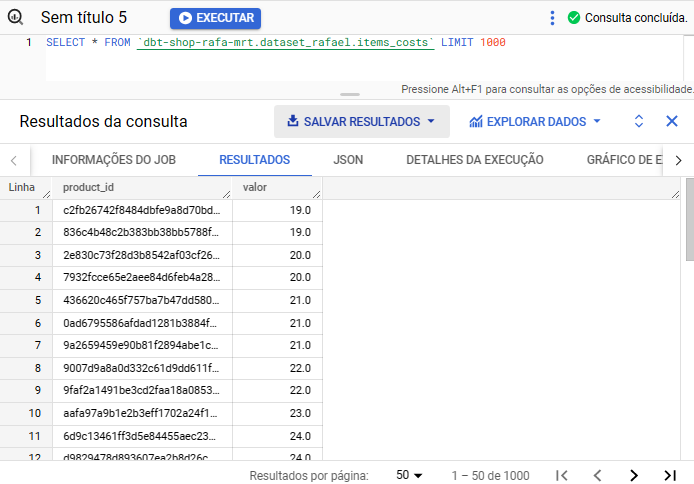 Sem título 5 EXECUTAR Consulta concluída.
1 SELECT * FROM `dbt-shop-rafa-mrt.dataset_rafael.items_costs` LIMIT 1000
Pressione Alt+F1 para consultar as opções de acessibilidade.
Resultados da consulta SALVAR RESULTADOS EXPLORAR DADOS
INFORMAÇÕES DO JOB RESULTADOS JSON DETALHES DA EXECUÇÃO GRÁFICO DE E
Linha product_id valor
1 c2fb26742f8484dbfe9a8d70bd... 19.0
2 836c4b48c2b383bb38bb5788f... 19.0
3 2e830c73f28d3b8542af03cf26... 20.0
4 7932fcce65e2aee84d6feb4a28... 20.0
5 436620c465f757ba7b47dd580... 21.0
6 0ad6795586afdad1281b3884f... 21.0
7 9a2659459e90b81f2894abe1c... 21.0
8 9007d9a8a0d332c61d9dd611f... 22.0
9 9faf2a1491be3cd2faa18a0853... 22.0
10 aafa97a9b1e2b3eff1702a24f1... 23.0
11 6d9c13461ff3d5e84455aec23... 24.0
12 d9829478d893607ea2b8d26c... 24.0
Resultados por página: 50 1 – 50 de 1000